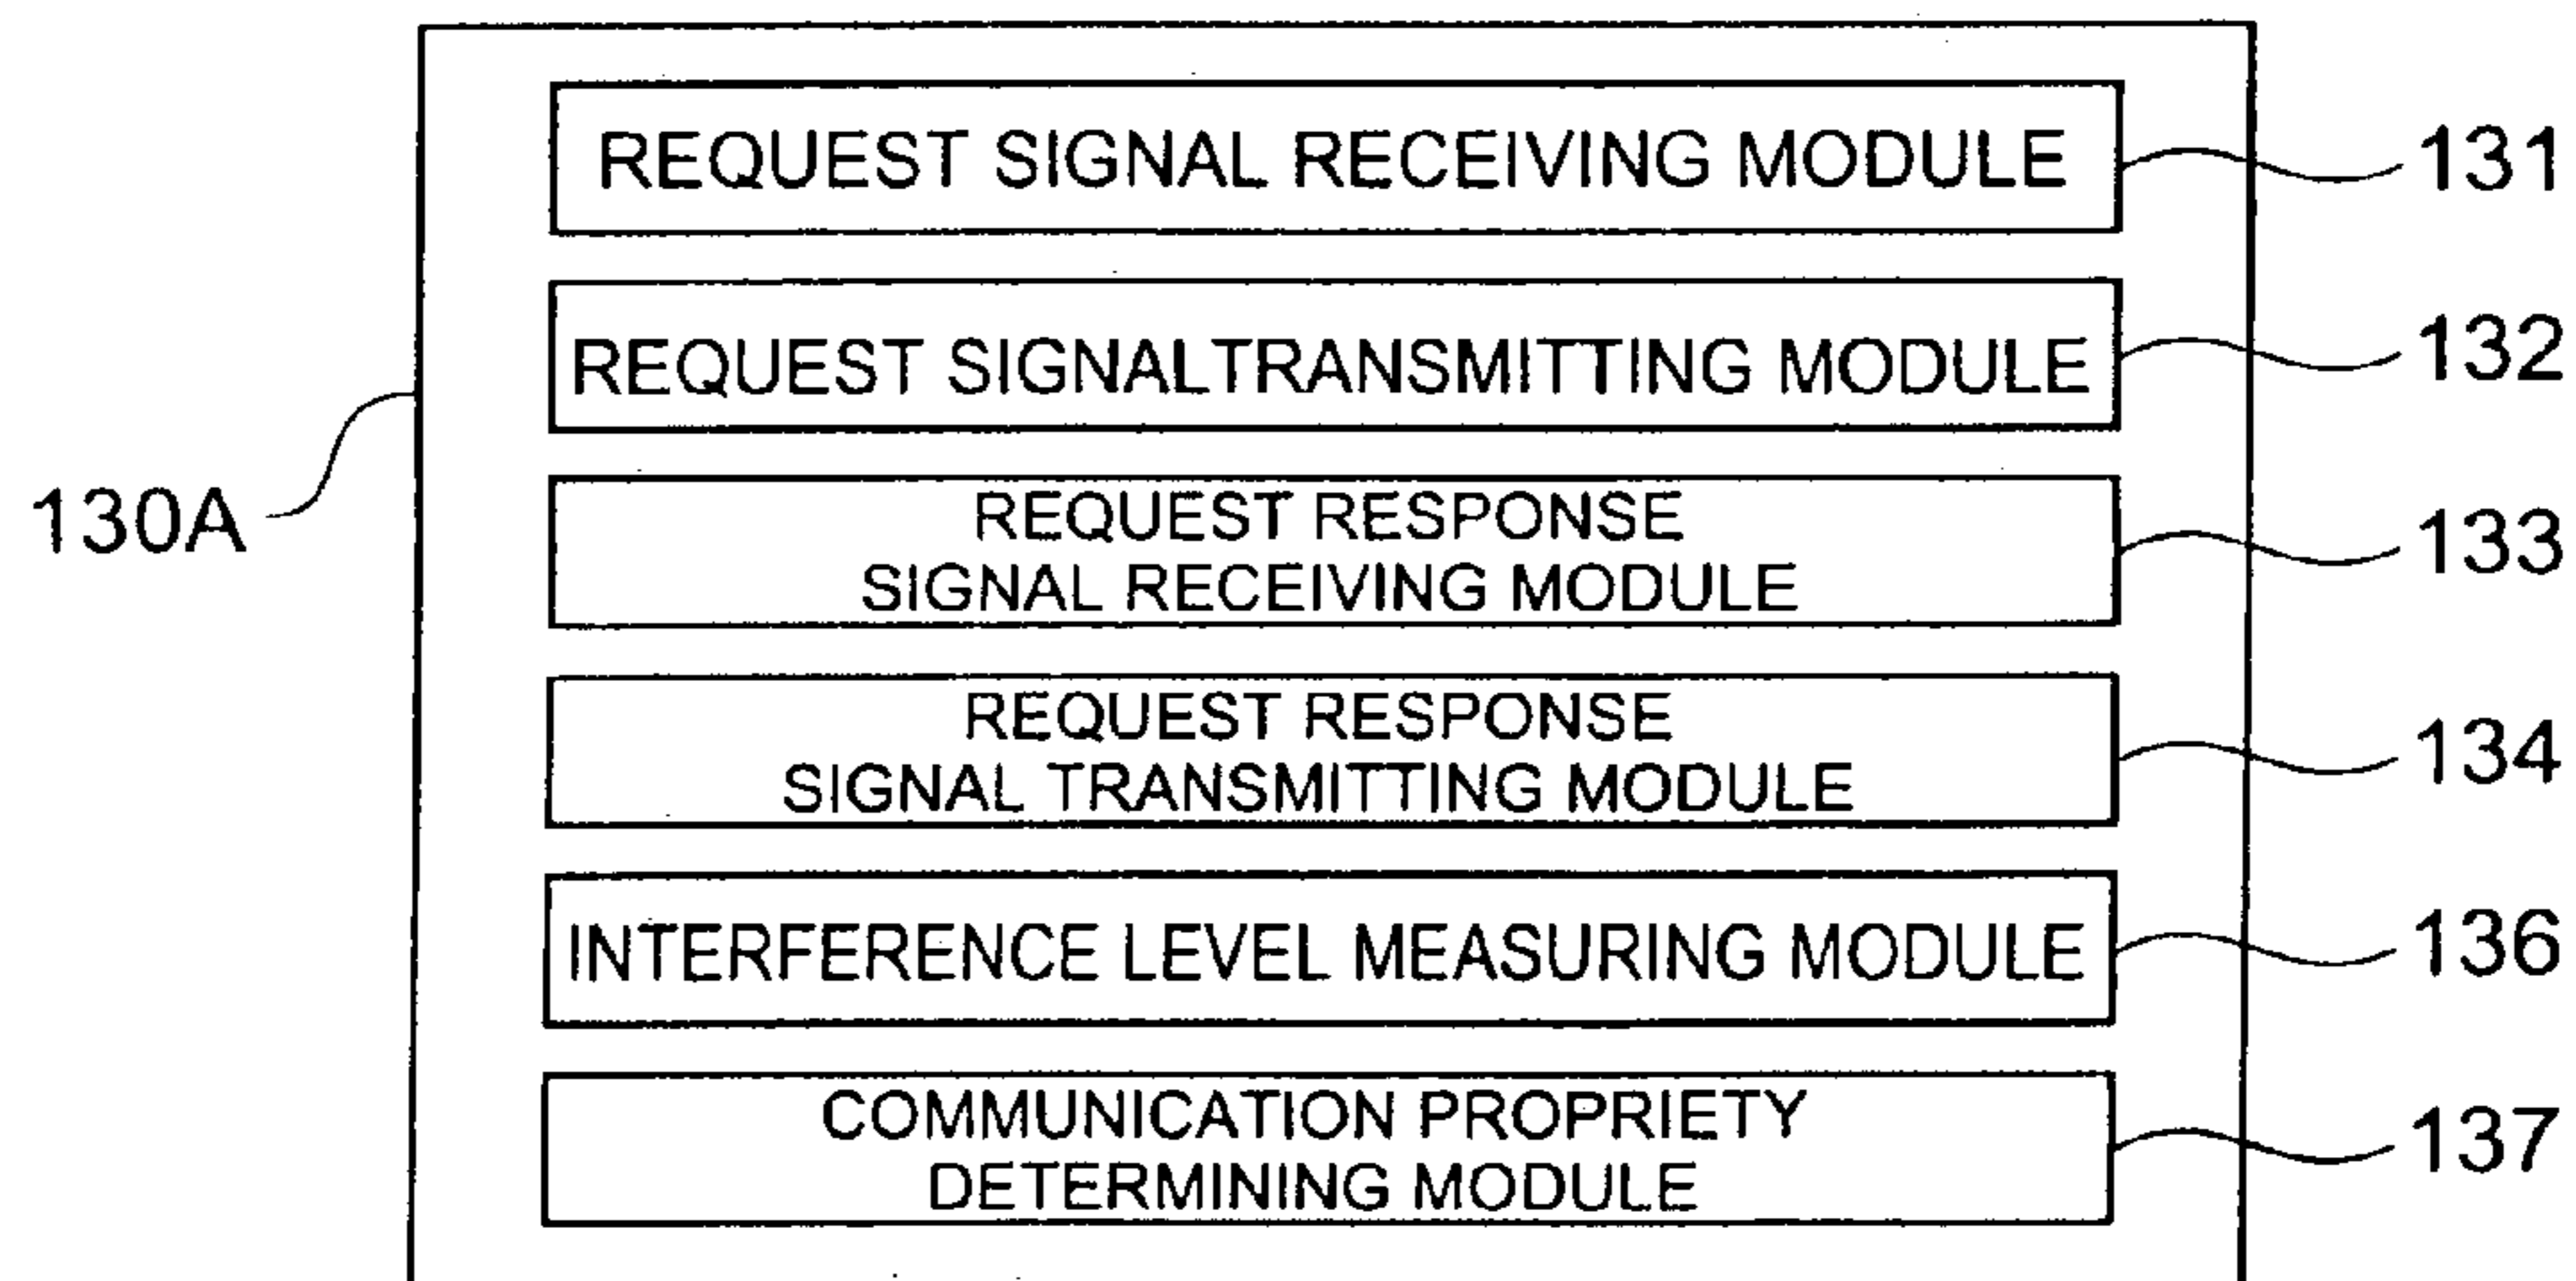 REQUEST SIGNAL RECEIVING MODULE
131
REQUEST SIGNALTRANSMITTING MODULE
132
130A
REQUEST RESPONSE
SIGNAL RECEIVING MODULE
133
REQUEST RESPONSE
SIGNAL TRANSMITTING MODULE
134
INTERFERENCE LEVEL MEASURING MODULE
136
COMMUNICATION PROPRIETY
DETERMINING MODULE
137